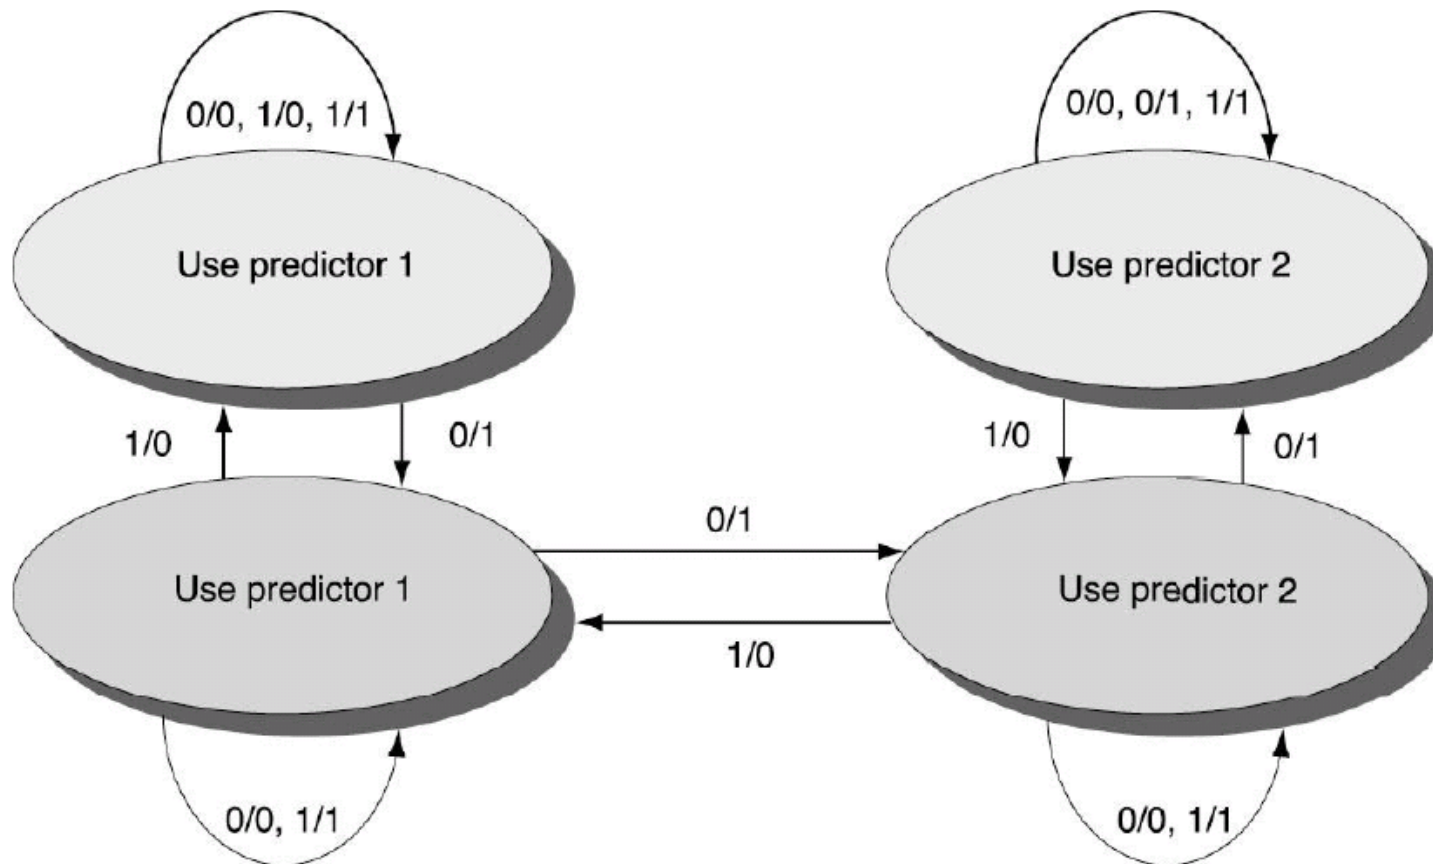 0/0, 1/0, 1/1
0/0, 0/1, 1/1
Use predictor 1
Use predictor 2
1/0
0/1
1/0
0/1
0/1
Use predictor 1
Use predictor 2
1/0
0/0, 1/1
0/0, 1/1